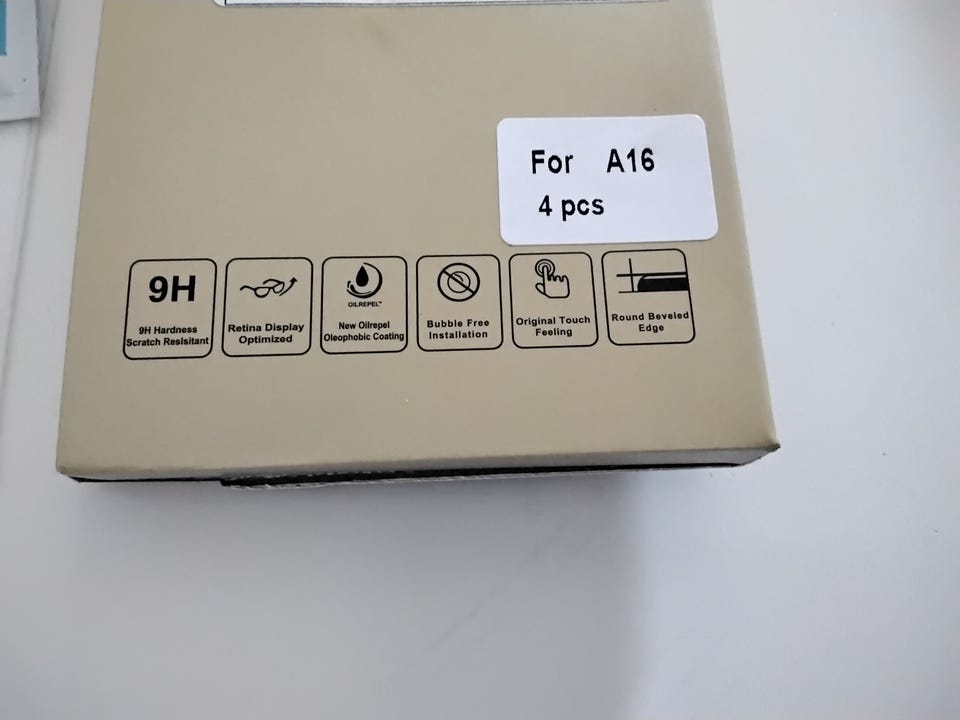 For A16
4 pcs
9H
9H Hardness
Scratch Reslsitant
Retina Display
Optimized
OILREPEL™
New Oilrepel
Oleophobic Coating
Bubble Free
Installation
Original Touch
Feeling
Round Beveled
Edge